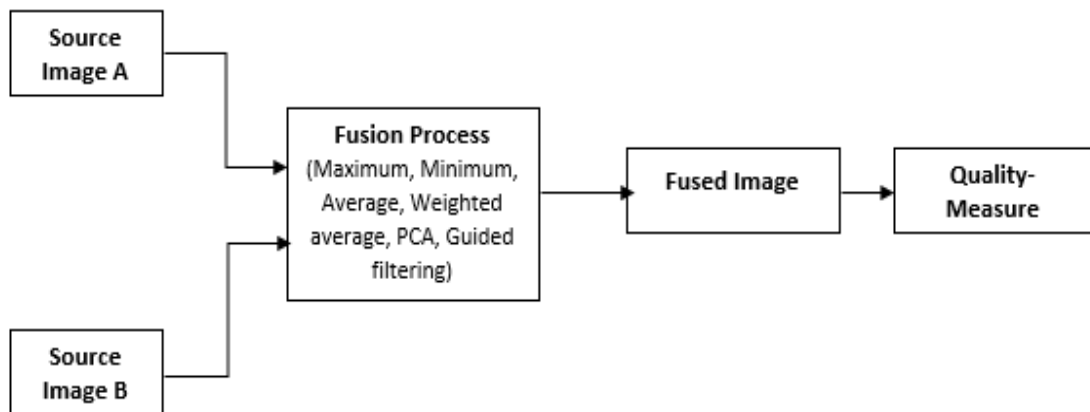 Source
Image A
Fusion Process
(Maximum, Minimum,
Average, Weighted
average, PCA, Guided
filtering)
Fused Image
Quality-
Measure
Source
Image B